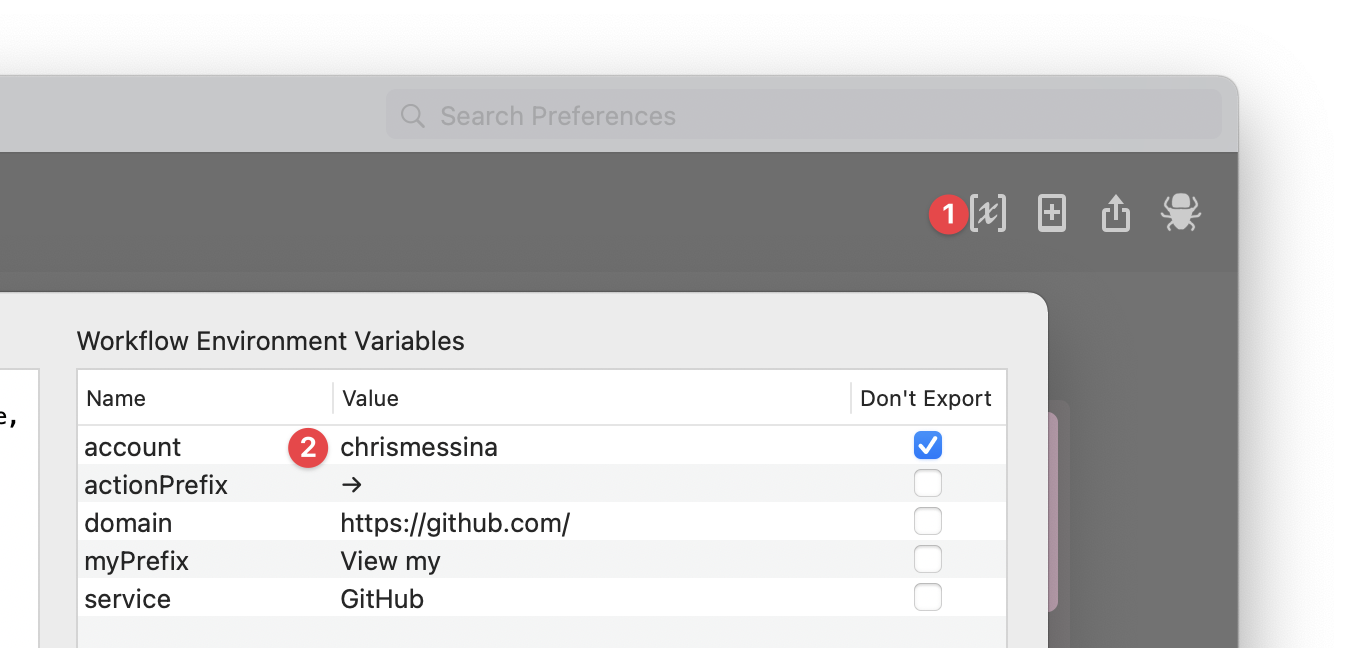 Search Preferences
1 [x]
Workflow Environment Variables
e,
Name Value Don't Export
account 2 chrismessina
actionPrefix →
domain https://github.com/
myPrefix View my
service GitHub